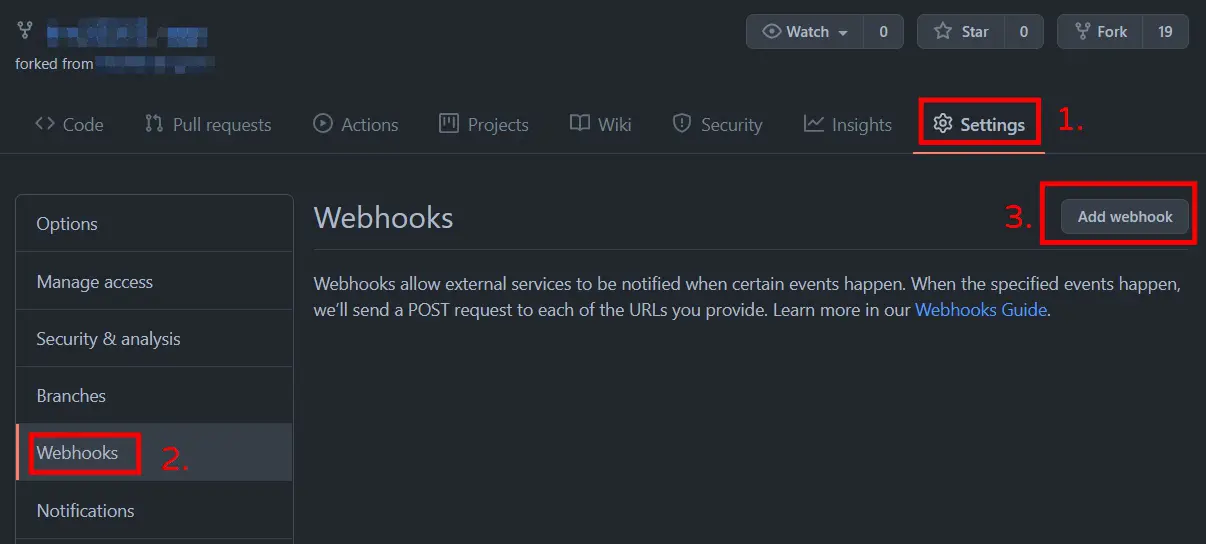 Watch 0 Star 0 Fork 19
forked from
Code Pull requests Actions Projects Wiki Security Insights Settings 1.
Options
Manage access
Security & analysis
Branches
Webhooks 2.
Notifications
Webhooks 3. Add webhook
Webhooks allow external services to be notified when certain events happen. When the specified events happen,
we’ll send a POST request to each of the URLs you provide. Learn more in our Webhooks Guide.